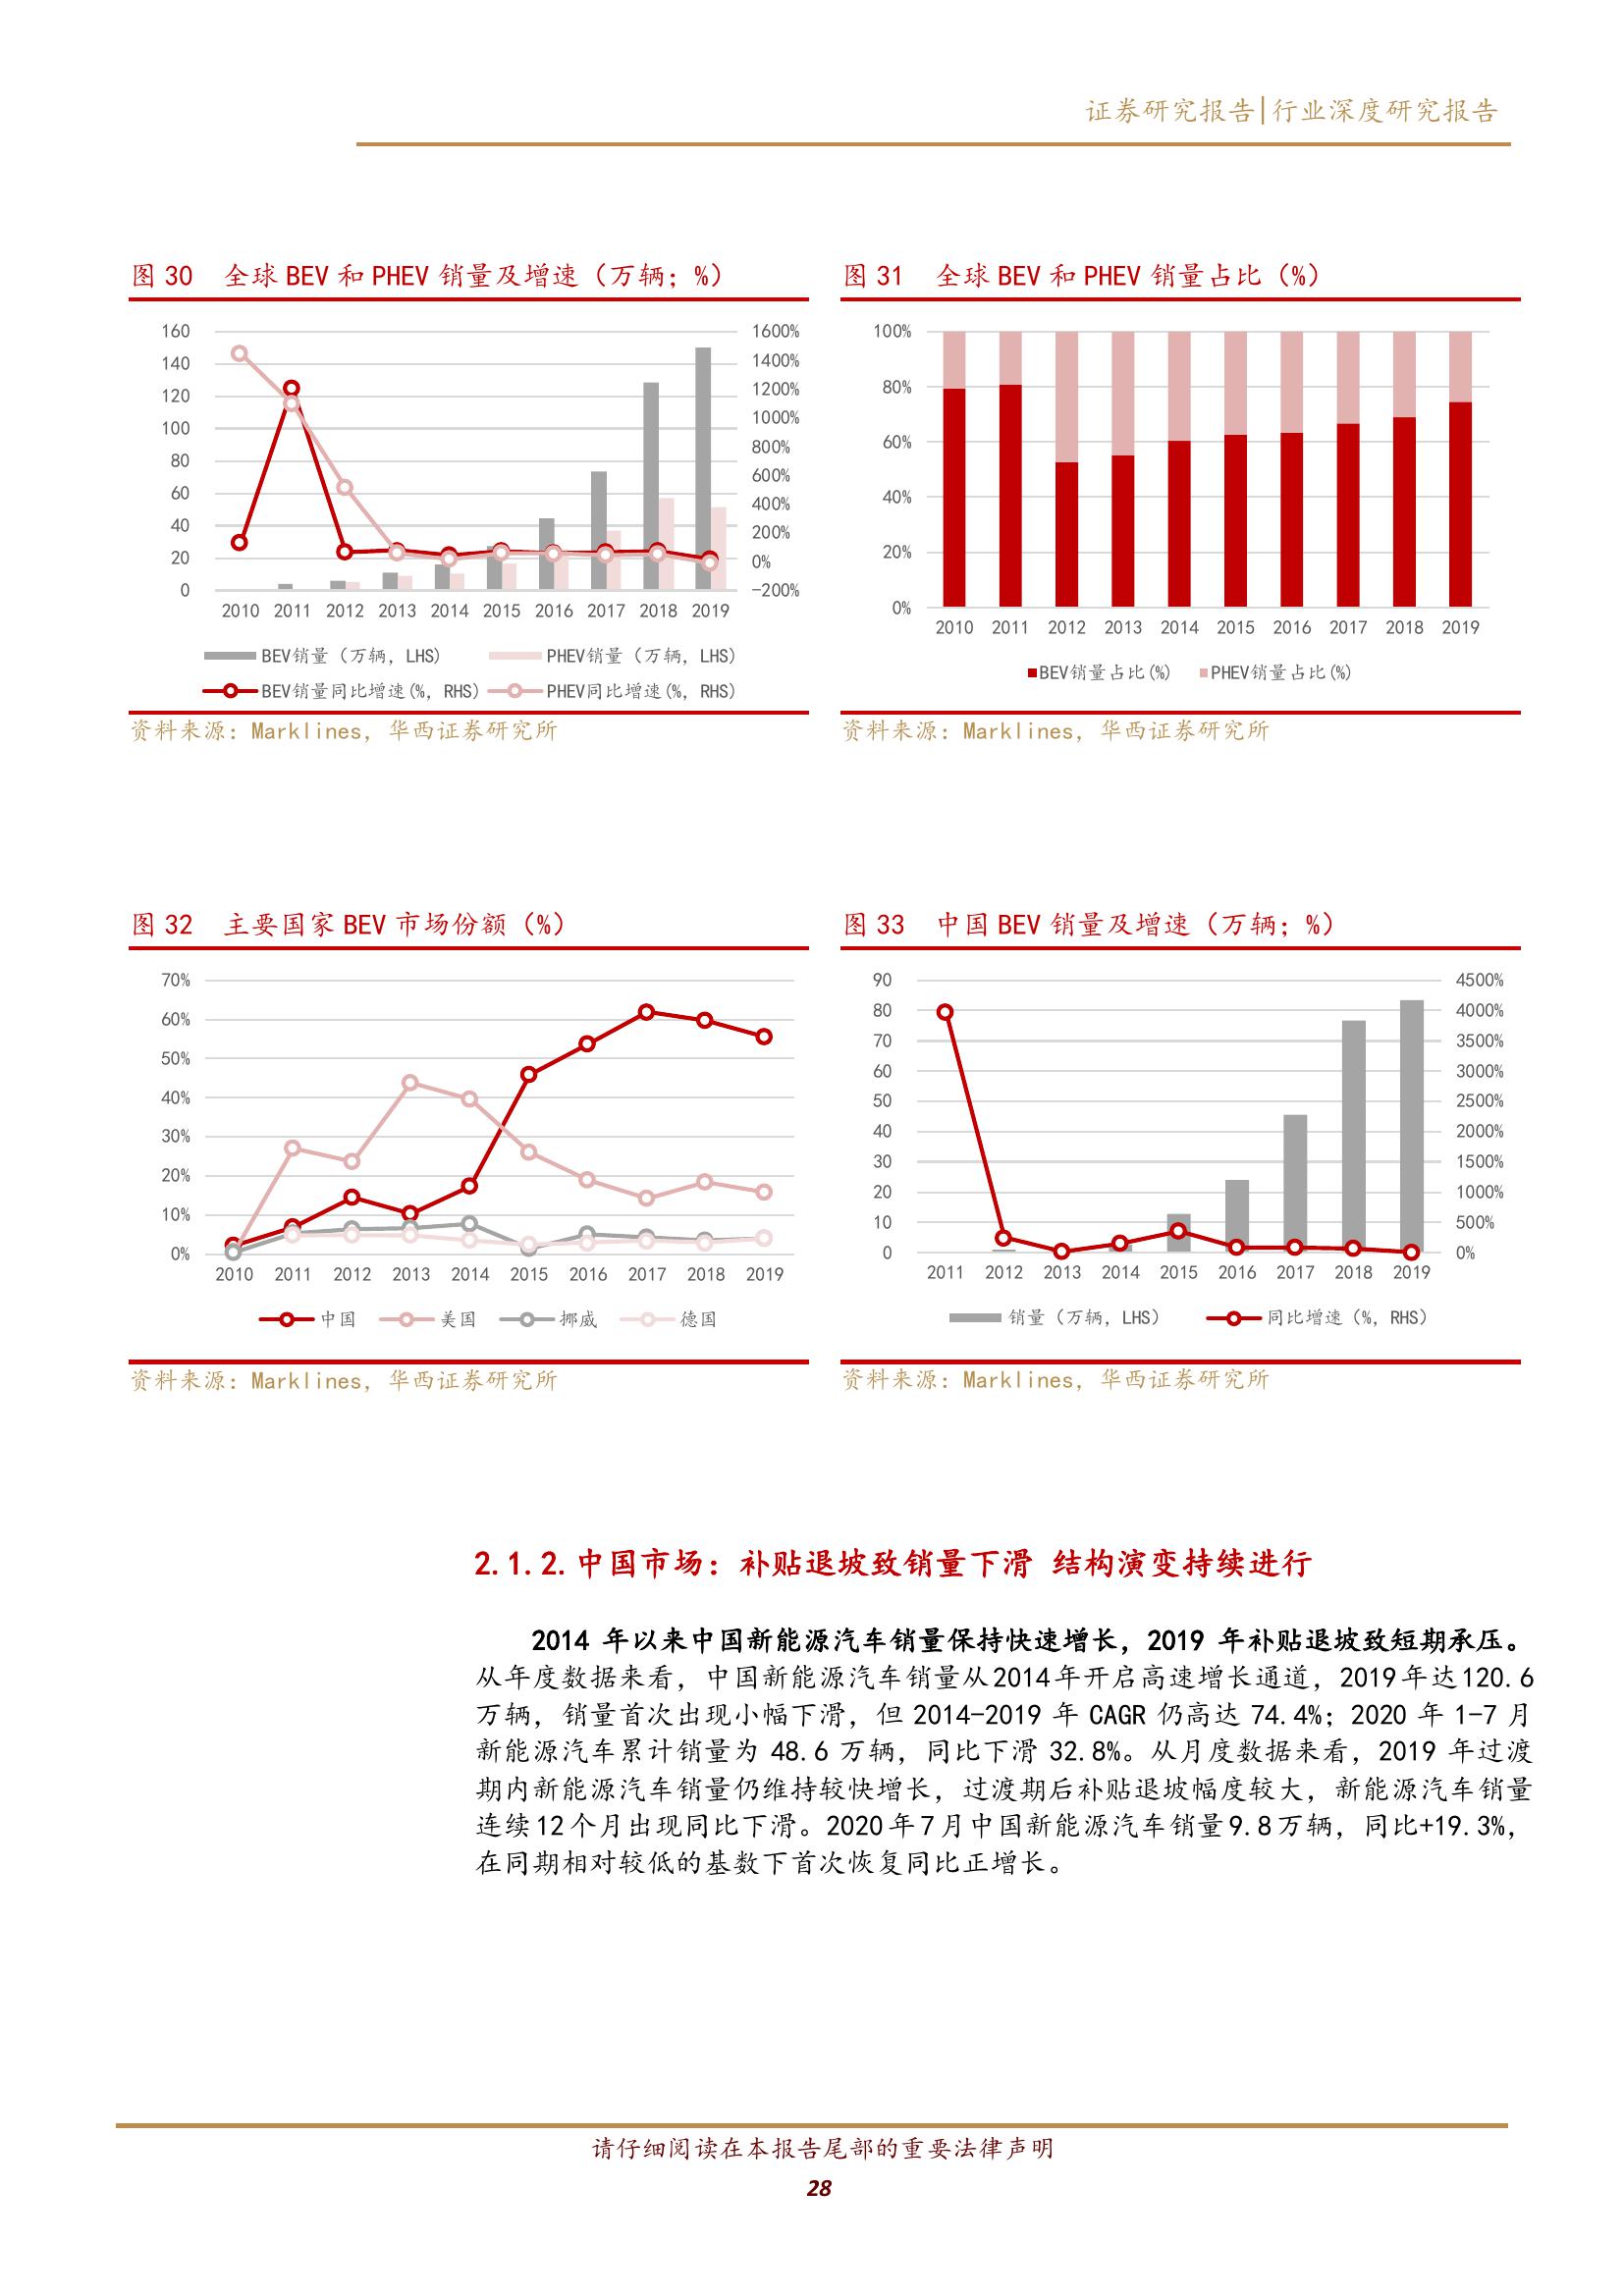 证券研究报告|行业深度研究报告
图 30 全球 BEV 和 PHEV 销量及增速（万辆；%）
160
140
120
100
80
60
40
20
0
1600%
1400%
1200%
1000%
800%
600%
400%
200%
0%
-200%
2010 2011 2012 2013 2014 2015 2016 2017 2018 2019
BEV销量（万辆，LHS） PHEV销量（万辆，LHS）
BEV销量同比增速(%, RHS) PHEV同比增速(%, RHS)
资料来源：Marklines，华西证券研究所
图 31 全球 BEV 和 PHEV 销量占比（%）
100%
80%
60%
40%
20%
0%
2010 2011 2012 2013 2014 2015 2016 2017 2018 2019
BEV销量占比(%) PHEV销量占比(%)
资料来源：Marklines，华西证券研究所
图 32 主要国家 BEV 市场份额（%）
70%
60%
50%
40%
30%
20%
10%
0%
2010 2011 2012 2013 2014 2015 2016 2017 2018 2019
中国 美国 挪威 德国
资料来源：Marklines，华西证券研究所
图 33 中国 BEV 销量及增速（万辆；%）
90
80
70
60
50
40
30
20
10
0
4500%
4000%
3500%
3000%
2500%
2000%
1500%
1000%
500%
0%
2011 2012 2013 2014 2015 2016 2017 2018 2019
销量（万辆，LHS） 同比增速（%，RHS）
资料来源：Marklines，华西证券研究所
2.1.2.中国市场：补贴退坡致销量下滑 结构演变持续进行
2014 年以来中国新能源汽车销量保持快速增长，2019 年补贴退坡致短期承压。
从年度数据来看，中国新能源汽车销量从2014年开启高速增长通道，2019年达120.6
万辆，销量首次出现小幅下滑，但 2014-2019 年 CAGR 仍高达 74.4%；2020 年 1-7 月
新能源汽车累计销量为 48.6 万辆，同比下滑 32.8%。从月度数据来看，2019 年过渡
期内新能源汽车销量仍维持较快增长，过渡期后补贴退坡幅度较大，新能源汽车销量
连续12个月出现同比下滑。2020年7月中国新能源汽车销量9.8万辆，同比+19.3%，
在同期相对较低的基数下首次恢复同比正增长。
请仔细阅读在本报告尾部的重要法律声明
28